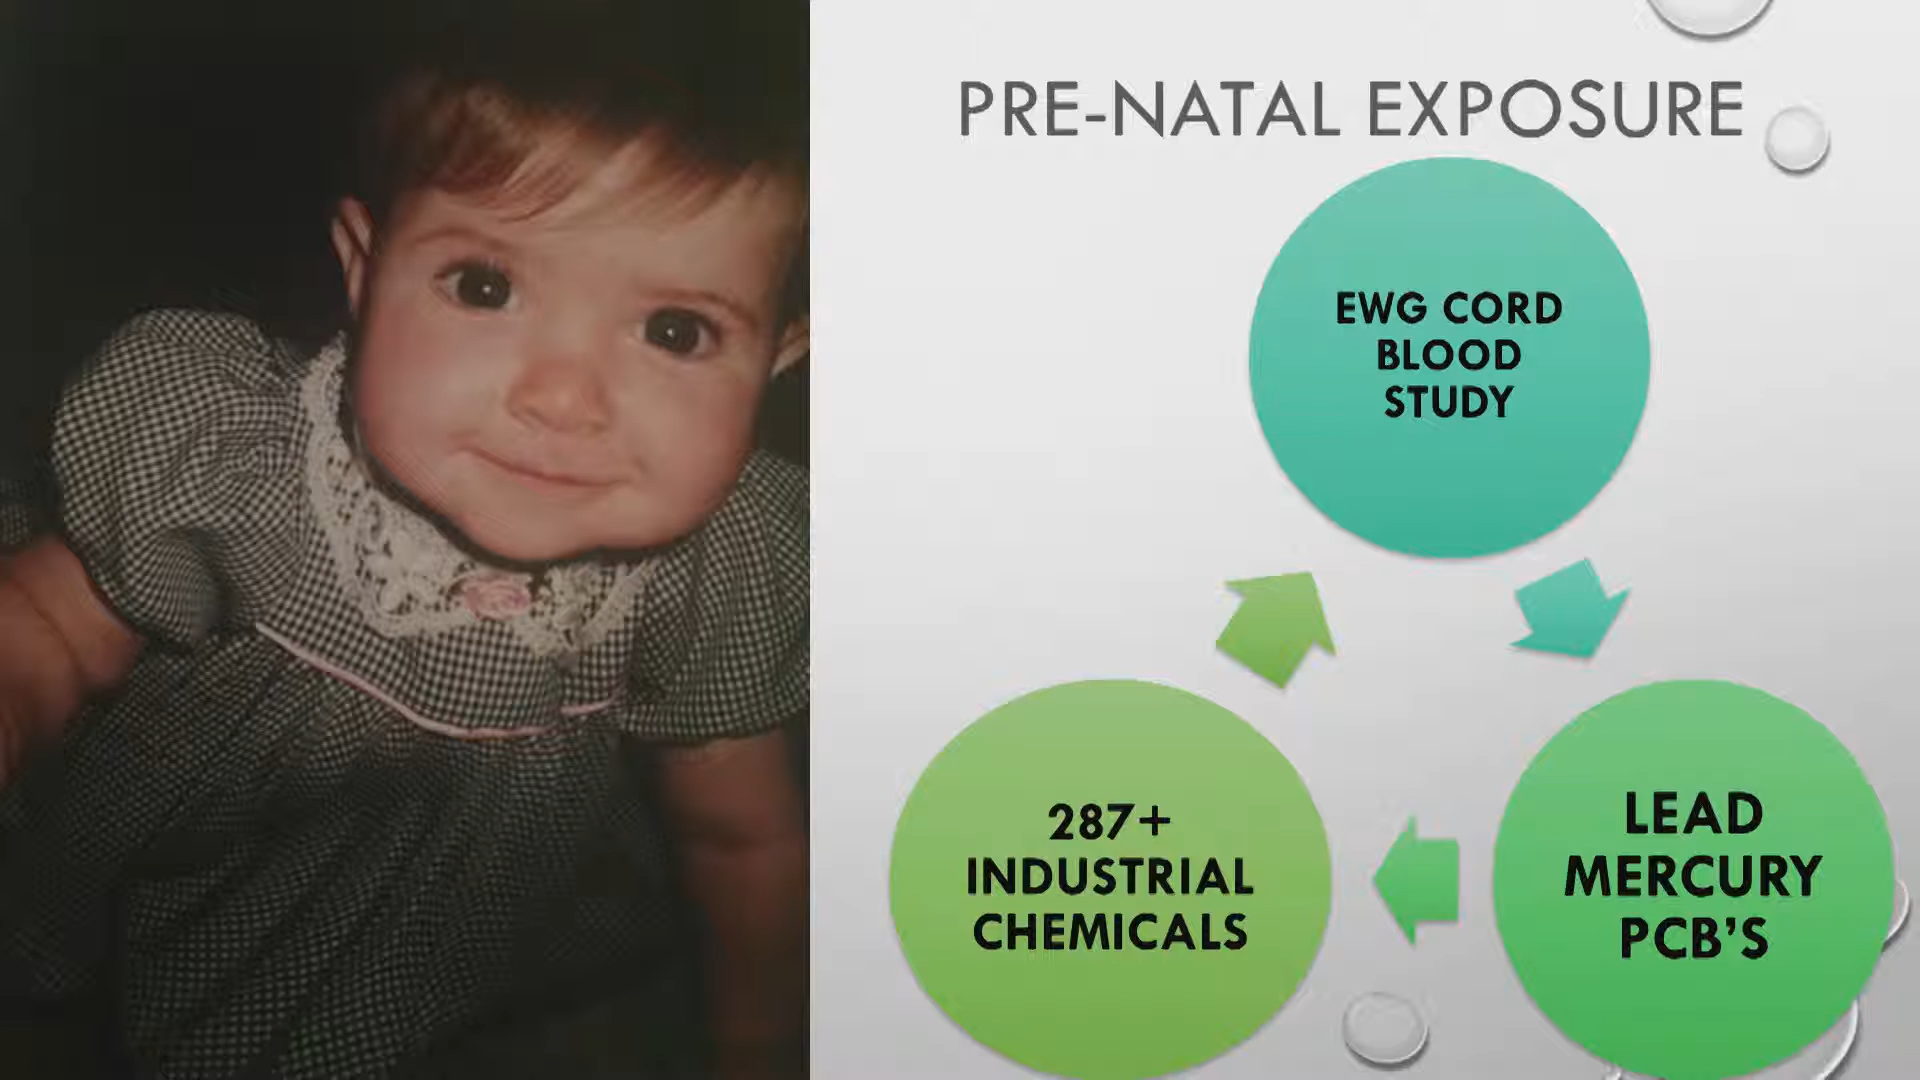 PRE-NATAL EXPOSURE
EWG CORD
BLOOD
STUDY
LEAD
MERCURY
PCB'S
287+
INDUSTRIAL
CHEMICALS